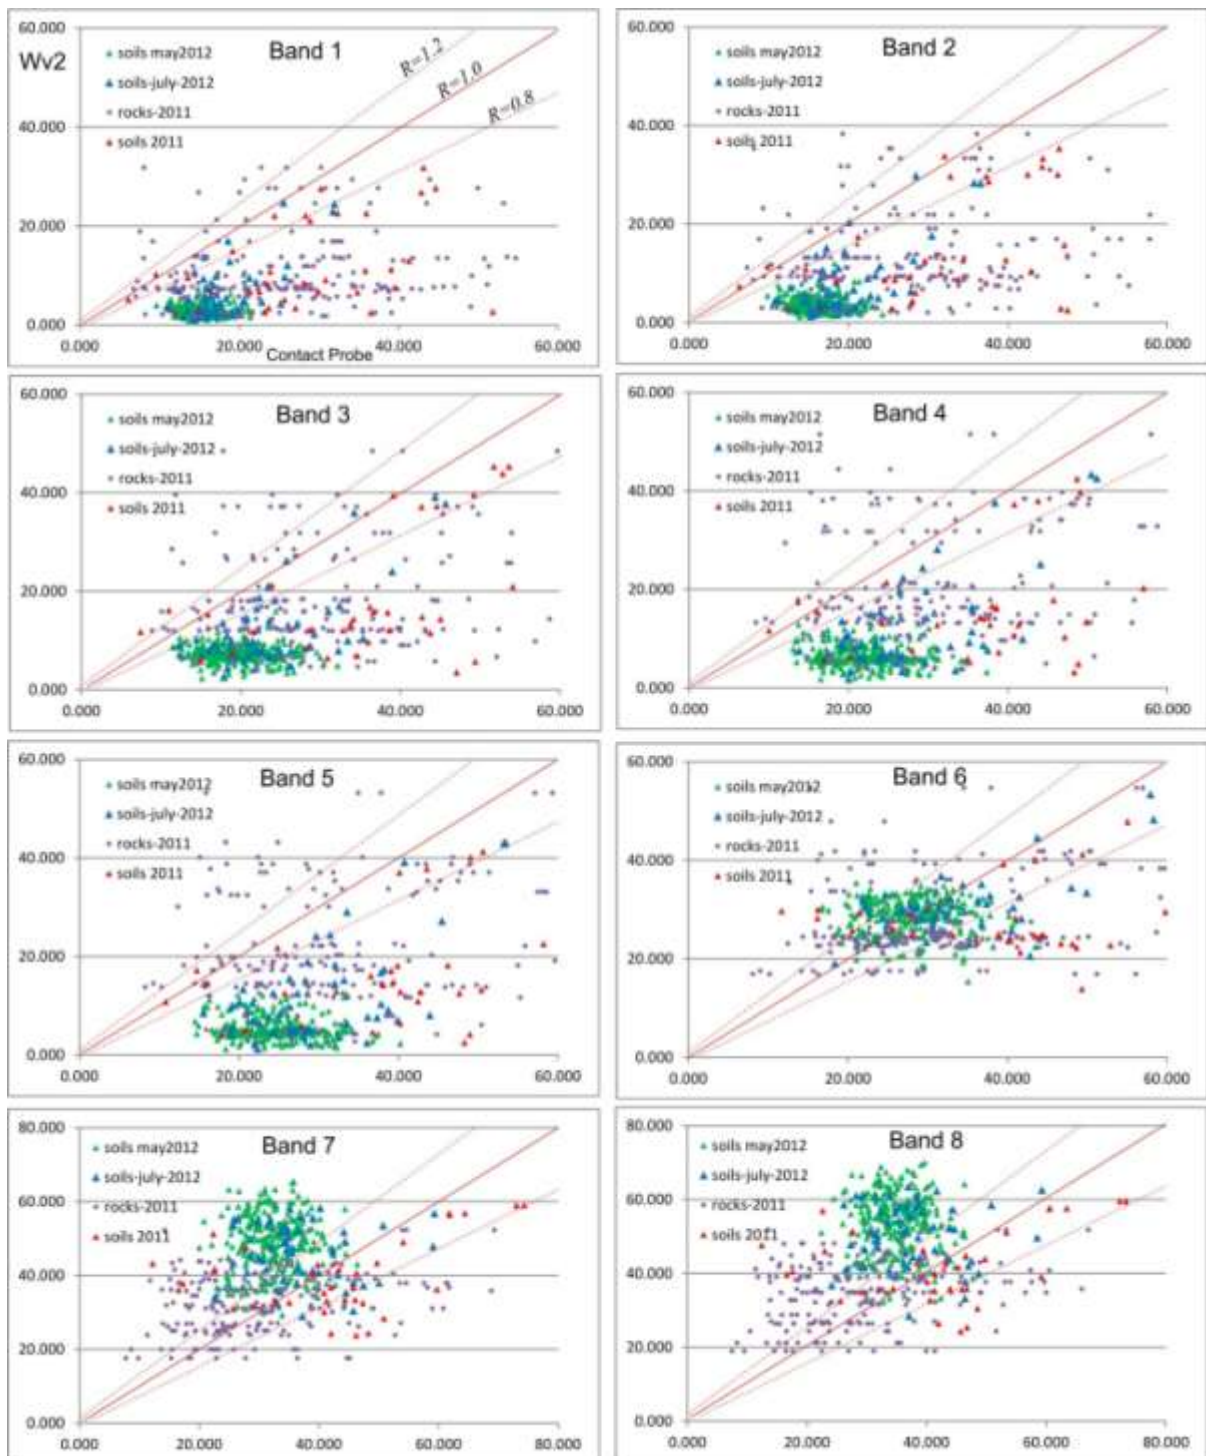 60.000
Wv2
40.000
20.000
0.000
Band 1
soils may2012
soils-july-2012
rocks-2011
soils 2011
R=1.2
R=1.0
R=0.8
0.000 20.000 40.000 60.000
Contact Probe
60.000
40.000
20.000
0.000
Band 2
soils may2012
soils-july-2012
rocks-2011
soils 2011
0.000 20.000 40.000 60.000
60.000
40.000
20.000
0.000
Band 3
soils may2012
soils-july-2012
rocks-2011
soils 2011
0.000 20.000 40.000 60.000
60.000
40.000
20.000
0.000
Band 4
soils may2012
soils-july-2012
rocks-2011
soils 2011
0.000 20.000 40.000 60.000
60.000
40.000
20.000
0.000
Band 5
soils may2012
soils-july-2012
rocks-2011
soils 2011
0.000 20.000 40.000 60.000
60.000
40.000
20.000
0.000
Band 6
soils may2012
soils-july-2012
rocks-2011
soils 2011
0.000 20.000 40.000 60.000
80.000
60.000
40.000
20.000
0.000
Band 7
soils may2012
soils-july-2012
rocks-2011
soils 2011
0.000 20.000 40.000 60.000 80.000
80.000
60.000
40.000
20.000
0.000
Band 8
soils may2012
soils-july-2012
rocks-2011
soils 2011
0.000 20.000 40.000 60.000 80.000